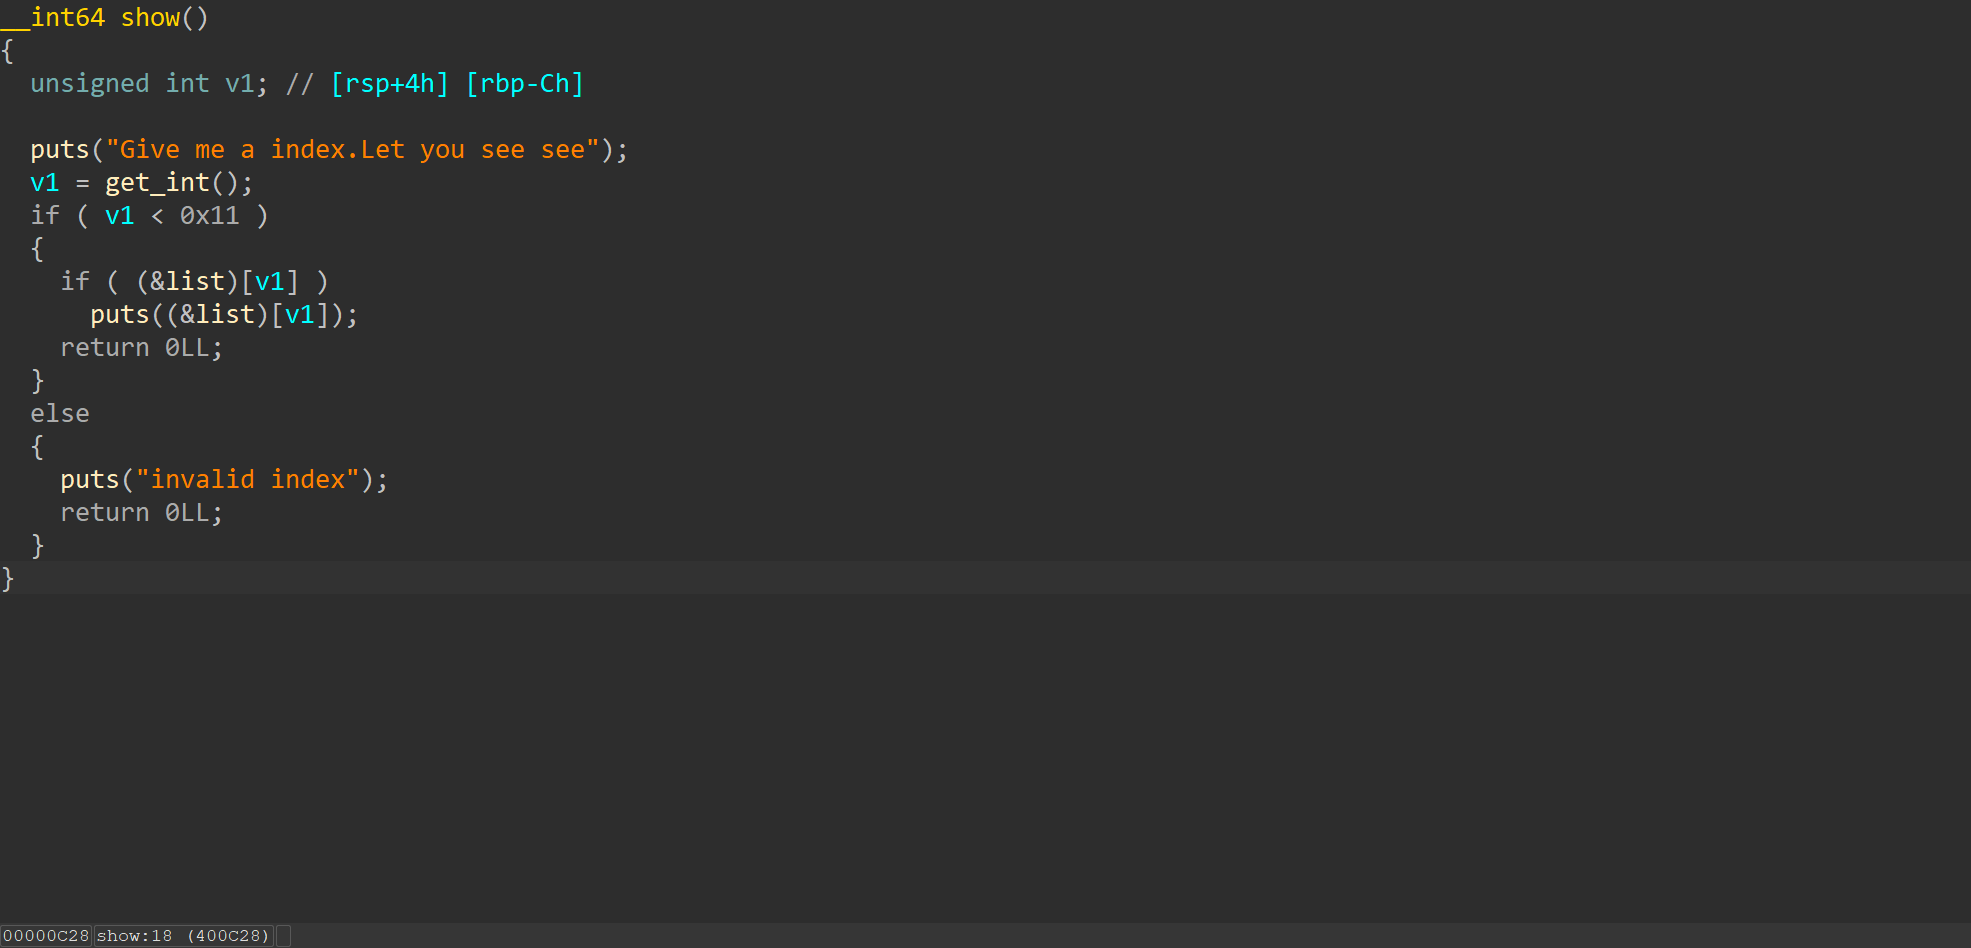 __int64 show()
{
  unsigned int v1; // [rsp+4h] [rbp-Ch]

  puts("Give me a index.Let you see see");
  v1 = get_int();
  if ( v1 < 0x11 )
  {
    if ( (&list)[v1] )
      puts((&list)[v1]);
    return 0LL;
  }
  else
  {
    puts("invalid index");
    return 0LL;
  }
}
00000C28 show:18 (400C28)